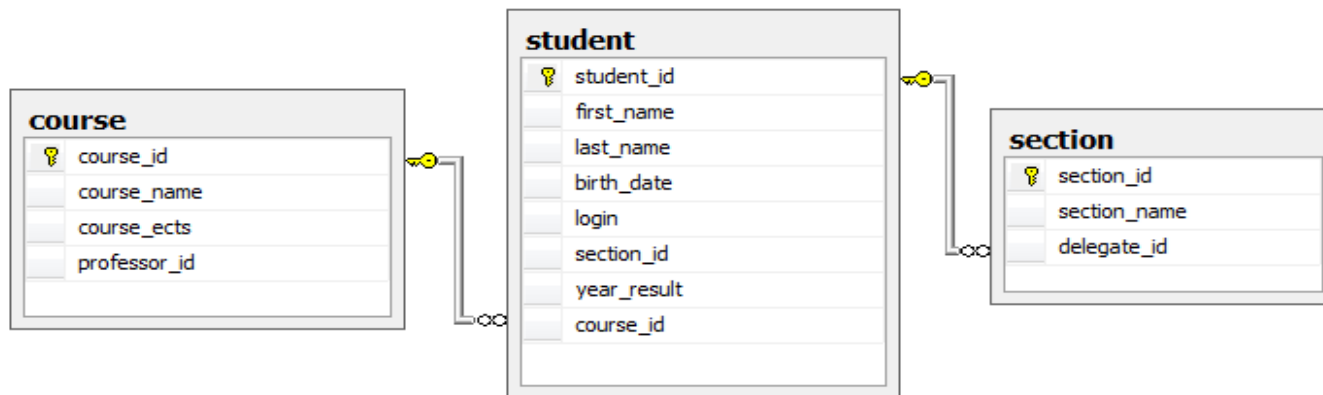 course
course_id
course_name
course_ects
professor_id
student
student_id
first_name
last_name
birth_date
login
section_id
year_result
course_id
section
section_id
section_name
delegate_id